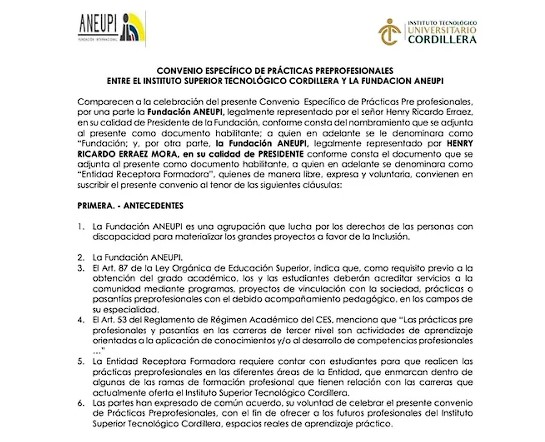 ANEUPI
FUNDACIÓN INTERNACIONAL
INSTITUTO TECNOLÓGICO
UNIVERSITARIO
CORDILLERA
CONVENIO ESPECÍFICO DE PRÁCTICAS PREPROFESIONALES
ENTRE EL INSTITUTO SUPERIOR TECNOLÓGICO CORDILLERA Y LA FUNDACION ANEUPI
Comparecen a la celebración del presente Convenio Específico de Prácticas Pre profesionales,
por una parte la Fundación ANEUPI, legalmente representado por el señor Henry Ricardo Erraez,
en su calidad de Presidente de la Fundación, conforme consta del nombramiento que se adjunta
al presente como documento habilitante; a quien en adelante se le denominara como
"Fundación; y, por otra parte, la Fundación ANEUPI, legalmente representado por HENRY
RICARDO ERRAEZ MORA, en su calidad de PRESIDENTE conforme consta el documento que se
adjunta al presente como documento habilitante, a quien en adelante se denominara como
"Entidad Receptora Formadora", quienes de manera libre, expresa y voluntaria, convienen en
suscribir el presente convenio al tenor de las siguientes cláusulas:
PRIMERA. - ANTECEDENTES
1. La Fundación ANEUPI es una agrupación que lucha por los derechos de las personas con
discapacidad para materializar los grandes proyectos a favor de la Inclusión.
2. La Fundación ANEUPI.
3. El Art. 87 de la Ley Orgánica de Educación Superior, indica que, como requisito previo a la
obtención del grado académico, los y las estudiantes deberán acreditar servicios a la
comunidad mediante programas, proyectos de vinculación con la sociedad, prácticas o
pasantías preprofesionales con el debido acompañamiento pedagógico, en los campos de
su especialidad.
4. El Art. 53 del Reglamento de Régimen Académico del CES, menciona que "Las prácticas pre
profesionales y pasantías en las carreras de tercer nivel son actividades de aprendizaje
orientadas a la aplicación de conocimientos y/o al desarrollo de competencias profesionales
..."
5. La Entidad Receptora Formadora requiere contar con estudiantes para que realicen las
prácticas preprofesionales en las diferentes áreas de la Entidad, que enmarcan dentro de
algunas de las ramas de formación profesional que tienen relación con las carreras que
actualmente oferta el Instituto Superior Tecnológico Cordillera.
6. Las partes han expresado de común acuerdo, su voluntad de celebrar el presente convenio
de Prácticas Preprofesionales, con el fin de ofrecer a los futuros profesionales del Instituto
Superior Tecnológico Cordillera, espacios reales de aprendizaje práctico.